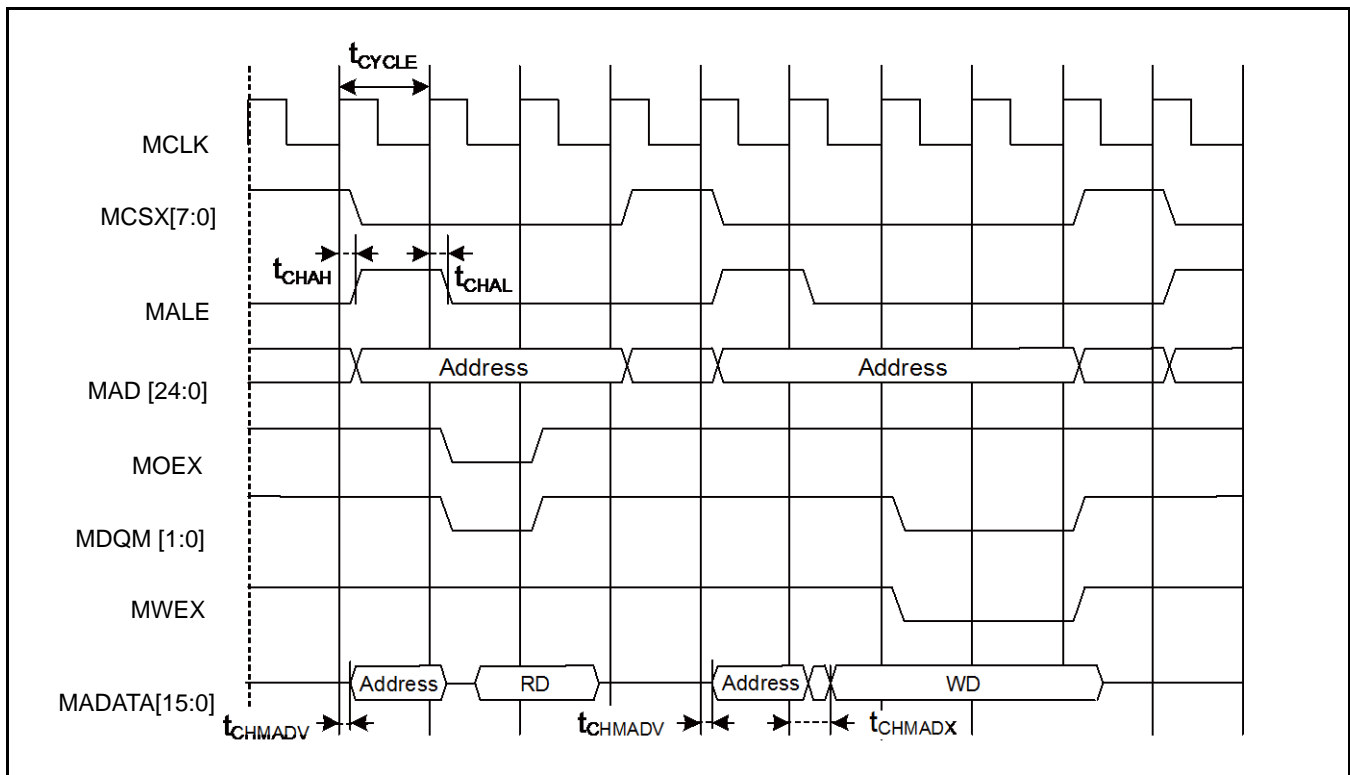 tCYCLE
MCLK
MCSX[7:0]
tCHAH
tCHAL
MALE
MAD [24:0]
Address
Address
MOEX
MDQM [1:0]
MWEX
MADATA[15:0]
Address
RD
Address
WD
tCHMADV
tCHMADV
tCHMADX